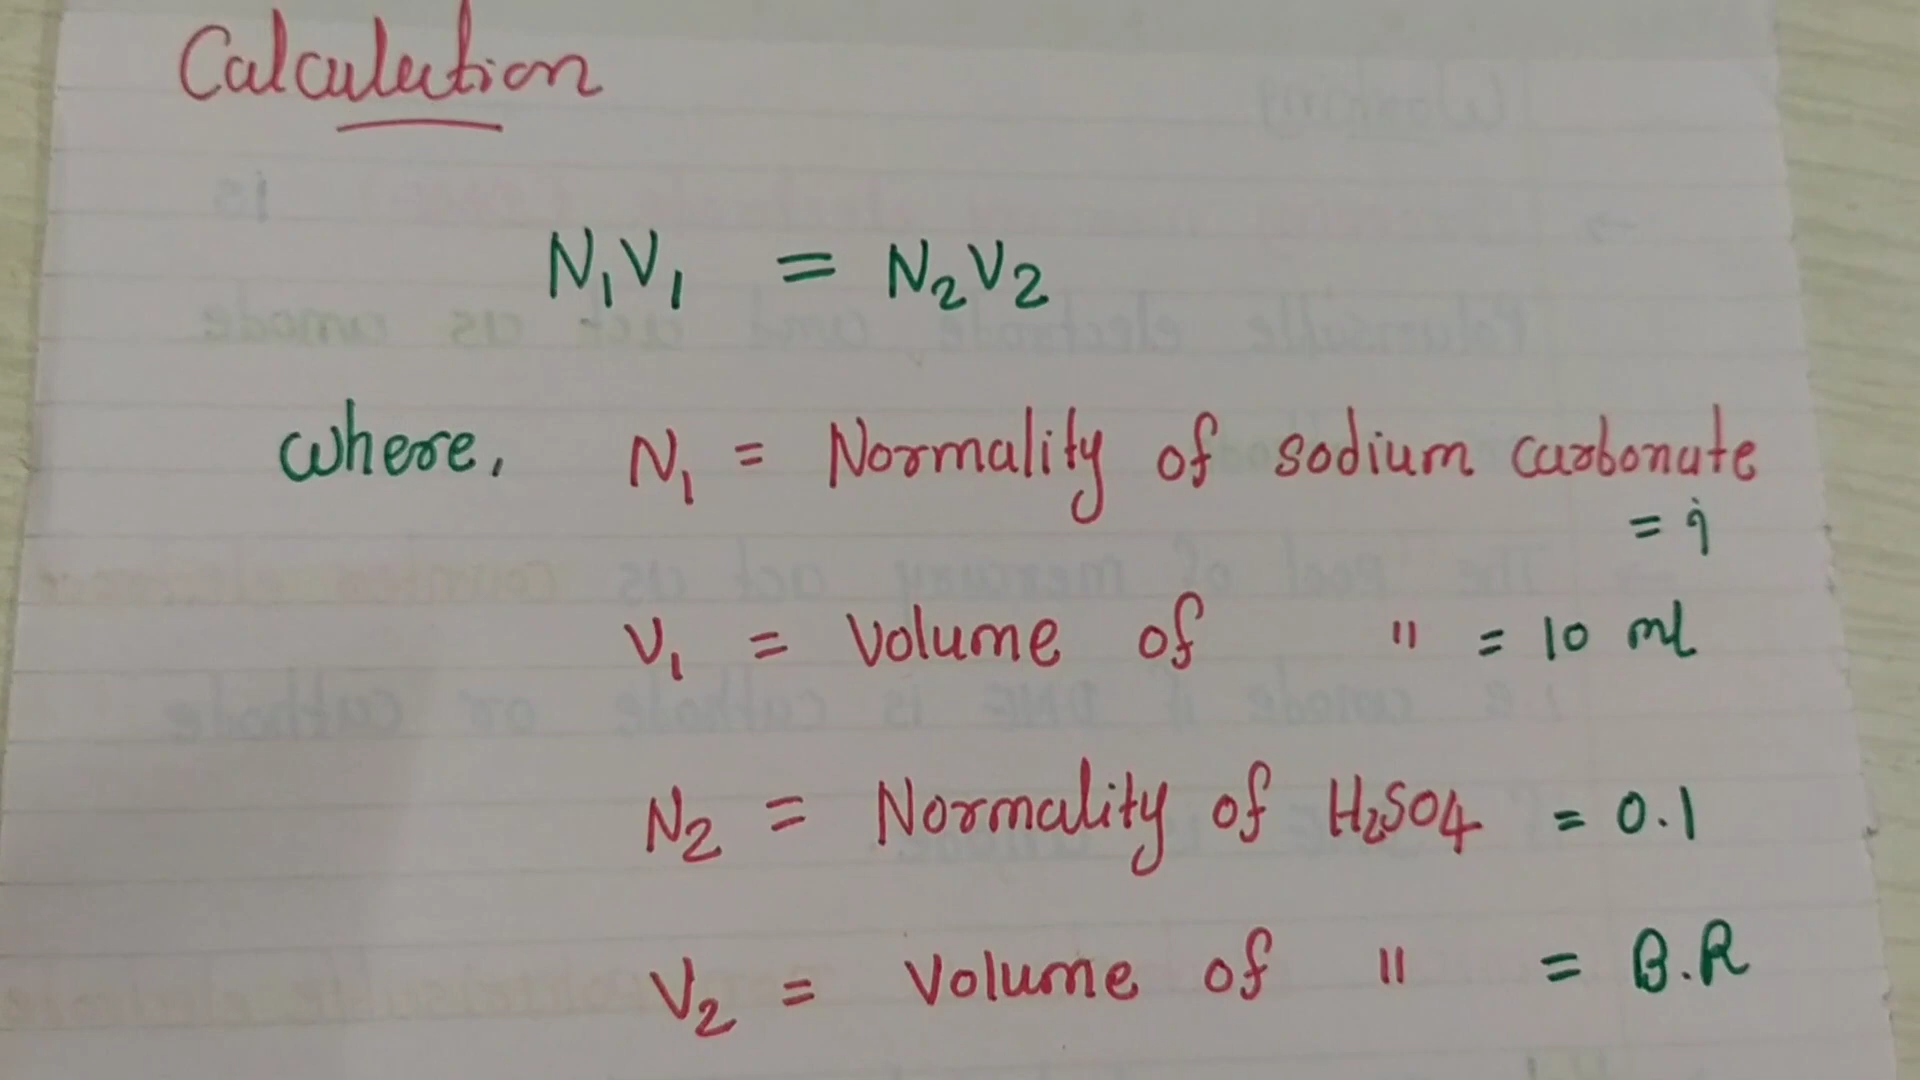 Calculation
N₁V₁ = N₂V₂
where, N₁ = Normality of sodium carbonate
= ?
V₁ = Volume of " = 10 ml
N₂ = Normality of H₂SO₄ = 0.1
V₂ = Volume of " = B.R